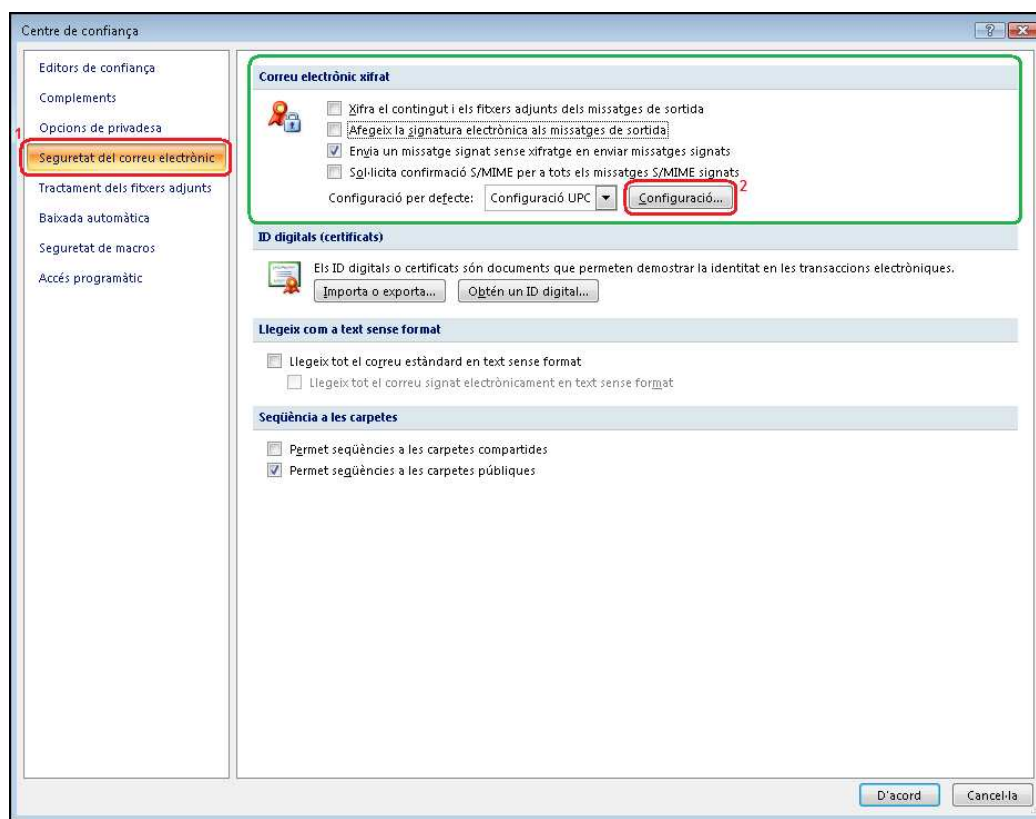 Centre de confiança
Editors de confiança
Complements
Opcions de privadesa
1
Seguretat del correu electrònic
Tractament dels fitxers adjunts
Baixada automàtica
Seguretat de macros
Accés programàtic
Correu electrònic xifrat
Xifra el contingut i els fitxers adjunts dels missatges de sortida
Afegeix la signatura electrònica als missatges de sortida
Envia un missatge signat sense xifratge en enviar missatges signats
Sol·licita confirmació S/MIME per a tots els missatges S/MIME signats
Configuració per defecte: Configuració UPC Configuració... 2
ID digitals (certificats)
Els ID digitals o certificats són documents que permeten demostrar la identitat en les transaccions electròniques.
Importa o exporta... Obtén un ID digital...
Llegeix com a text sense format
Llegeix tot el correu estàndard en text sense format
Llegeix tot el correu signat electrònicament en text sense format
Seqüència a les carpetes
Permet seqüències a les carpetes compartides
Permet seqüències a les carpetes públiques
D'acord Cancel·la